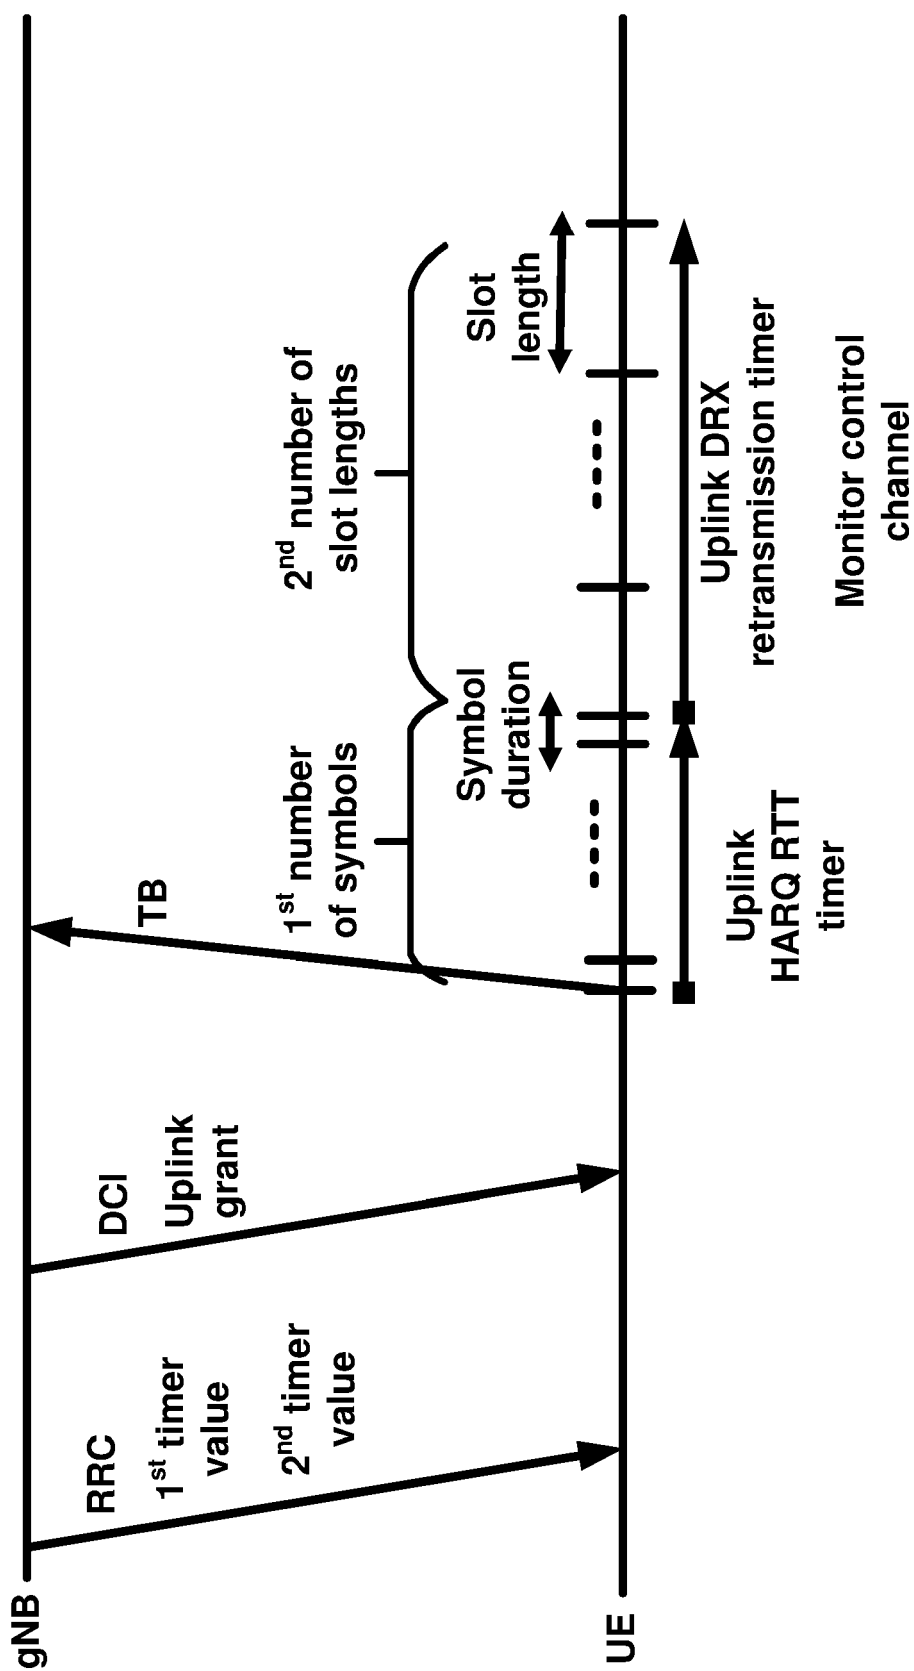 gNB
RRC
1st timer
value
2nd timer
value
DCI
Uplink
grant
TB
1st number
of symbols
2nd number of
slot lengths
Symbol
duration
Slot
length
UE
Uplink
HARQ RTT
timer
Uplink DRX
retransmission timer
Monitor control
channel